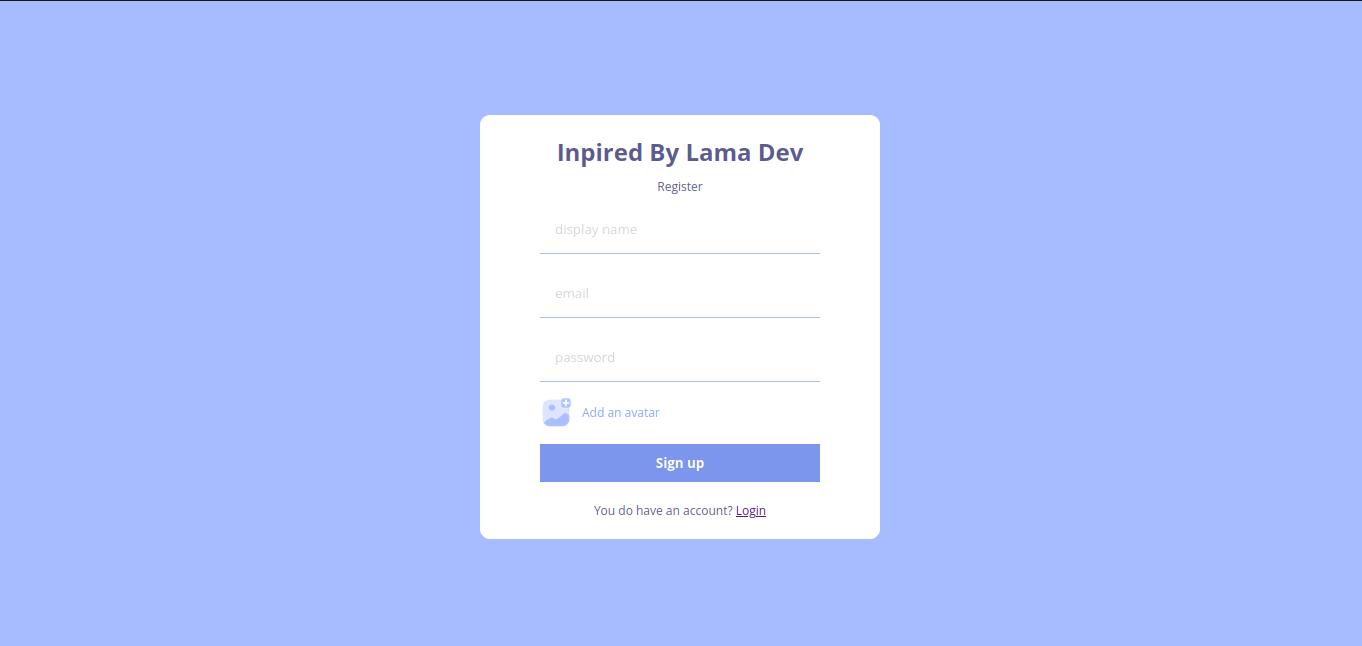 Inpired By Lama Dev
Register
display name
email
password
Add an avatar
Sign up
You do have an account? Login